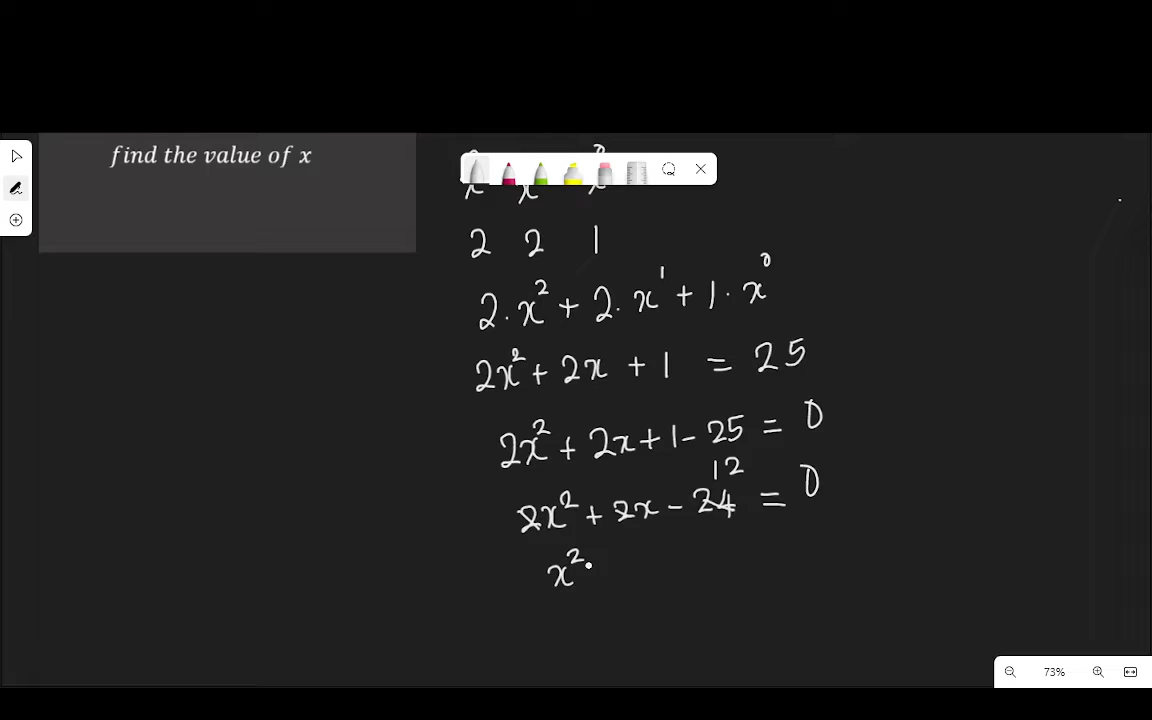 find the value of x
2 2 1
2·x² + 2·x¹ + 1·x⁰
2x² + 2x + 1 = 25
2x² + 2x + 1 - 25 = 0
12
2x² + 2x - 24 = 0
x²
73%